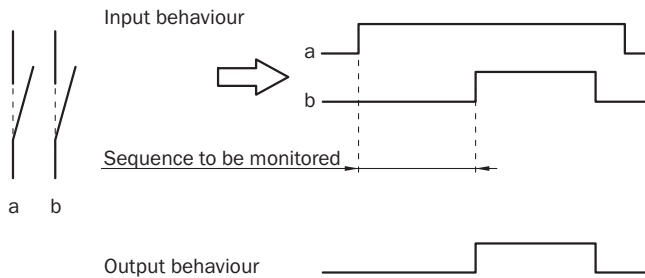 Input behaviour
a
b
Sequence to be monitored
a b
Output behaviour